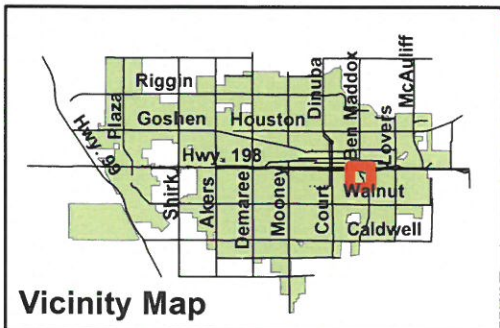 Riggin
Goshen
Houston
Hwy. 198
Walnut
Caldwell
Hwy. 99
Plaza
Shirk
Akers
Demaree
Mooney
Court
Dinuba
Ben Maddox
Lovers
McAuliff
Vicinity Map